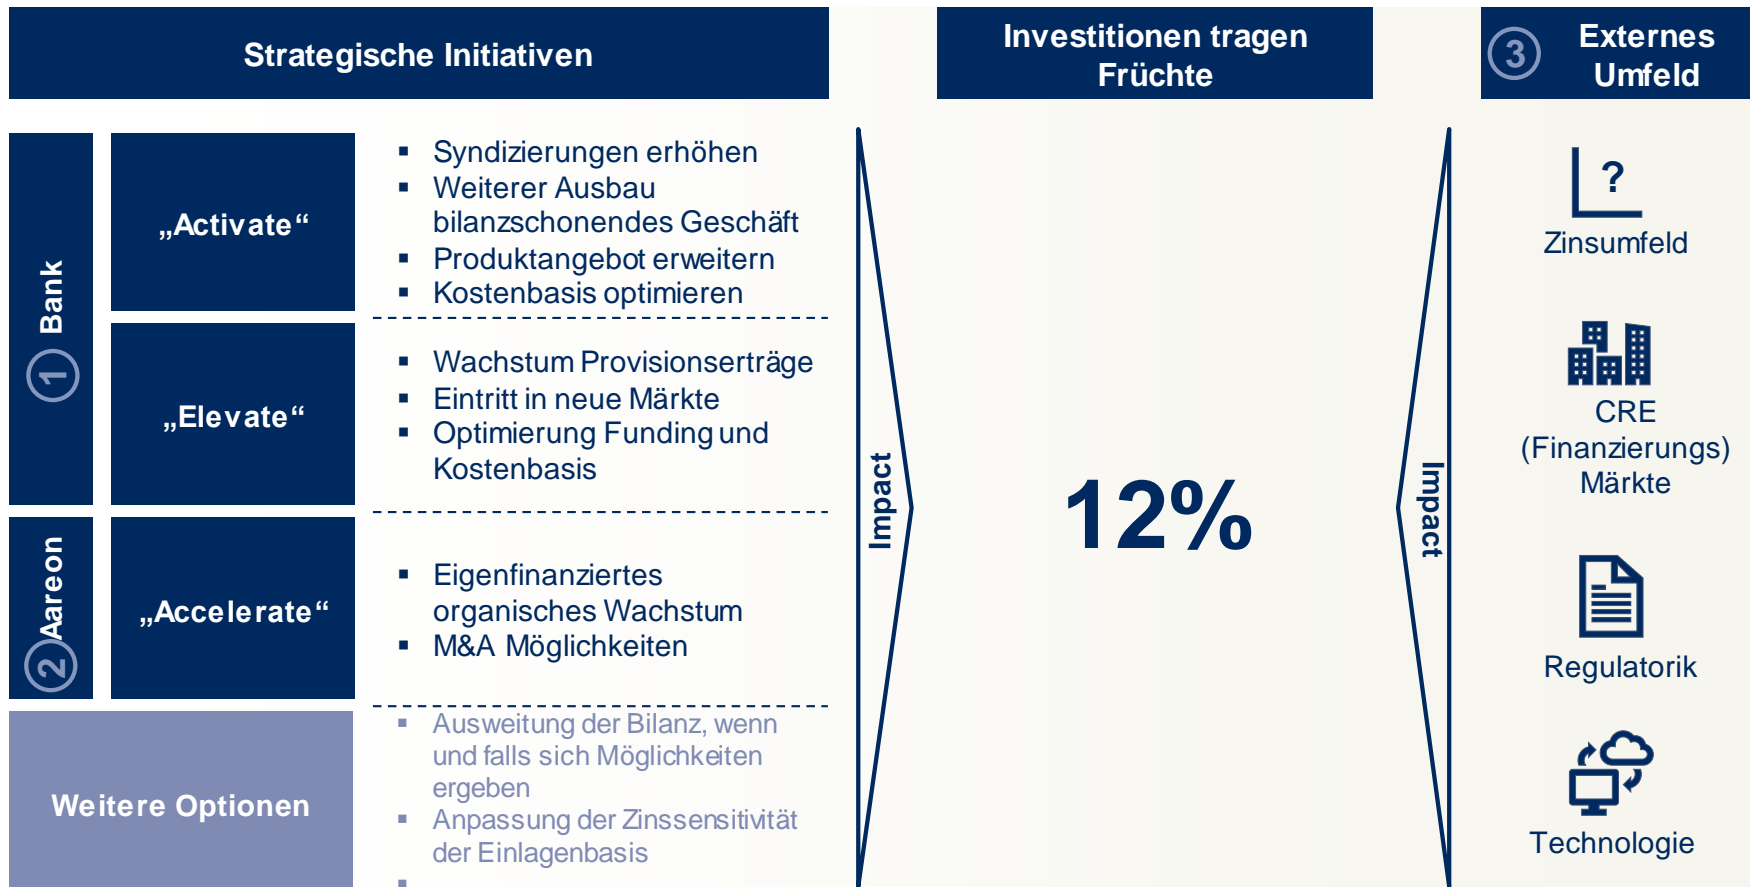 Strategische Initiativen
Investitionen tragen
Früchte
3
Externes
Umfeld
1 Bank
„Activate“
▪ Syndizierungen erhöhen
▪ Weiterer Ausbau
bilanzschonendes Geschäft
▪ Produktangebot erweitern
▪ Kostenbasis optimieren
„Elevate“
▪ Wachstum Provisionserträge
▪ Eintritt in neue Märkte
▪ Optimierung Funding und
Kostenbasis
2 Aareon
„Accelerate“
▪ Eigenfinanziertes
organisches Wachstum
▪ M&A Möglichkeiten
Weitere Optionen
▪ Ausweitung der Bilanz, wenn
und falls sich Möglichkeiten
ergeben
▪ Anpassung der Zinssensitivität
der Einlagenbasis
Impact
12%
Impact
?
Zinsumfeld
CRE
(Finanzierungs)
Märkte
Regulatorik
Technologie